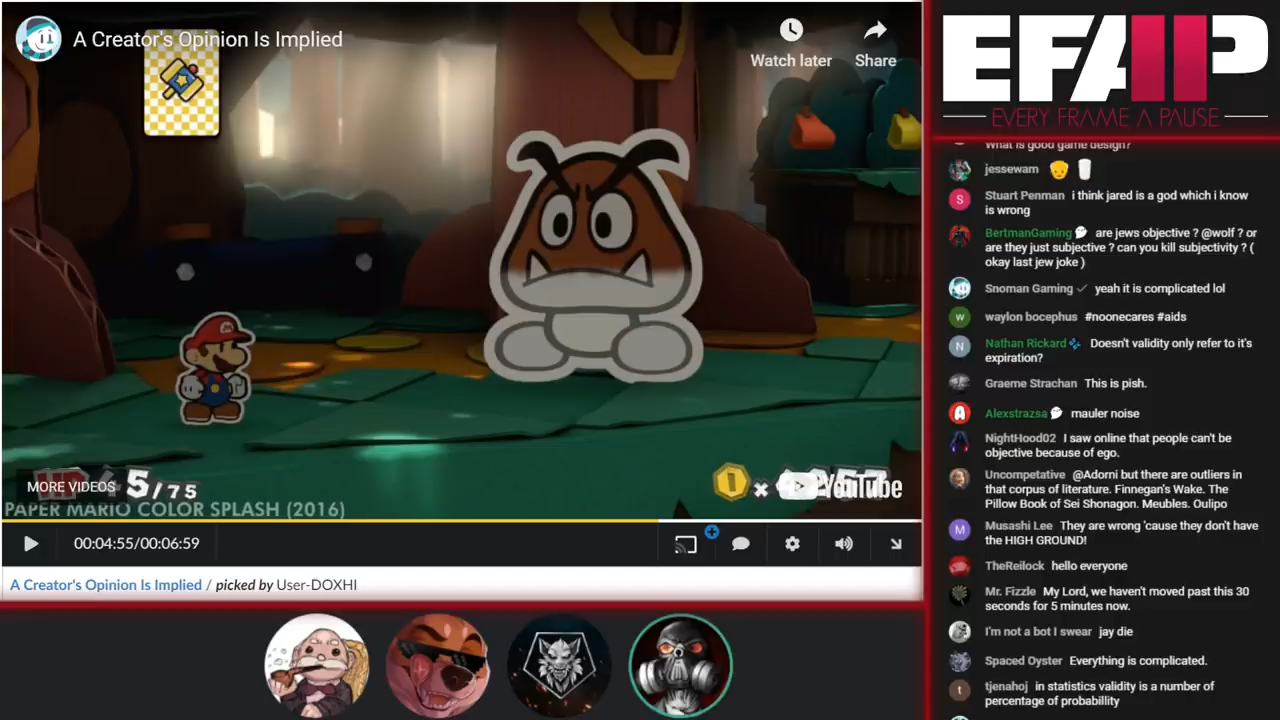 A Creator's Opinion Is Implied
Watch later
Share
MORE VIDEOS
5/75
YouTube
PAPER MARIO COLOR SPLASH (2016)
00:04:55/00:06:59
A Creator's Opinion Is Implied / picked by User-DOXHI
EFAP
EVERY FRAME A PAUSE
What is good game design?
jessewam
Stuart Penman i think jared is a god which i know
is wrong
BertmanGaming are jews objective ? @wolf ? or
are they just subjective ? can you kill subjectivity ? (
okay last jew joke )
Snoman Gaming yeah it is complicated lol
waylon bocephus #noonecares #aids
Nathan Rickard Doesn't validity only refer to it's
expiration?
Graeme Strachan This is pish.
Alexstrazsa mauler noise
NightHood02 I saw online that people can't be
objective because of ego.
Uncompetative @Adorni but there are outliers in
that corpus of literature. Finnegan's Wake. The
Pillow Book of Sei Shonagon. Meubles. Oulipo
Musashi Lee They are wrong 'cause they don't have
the HIGH GROUND!
TheReilock hello everyone
Mr. Fizzle My Lord, we haven't moved past this 30
seconds for 5 minutes now.
I'm not a bot I swear jay die
Spaced Oyster Everything is complicated.
tjenahoj in statistics validity is a number of
percentage of probabillity